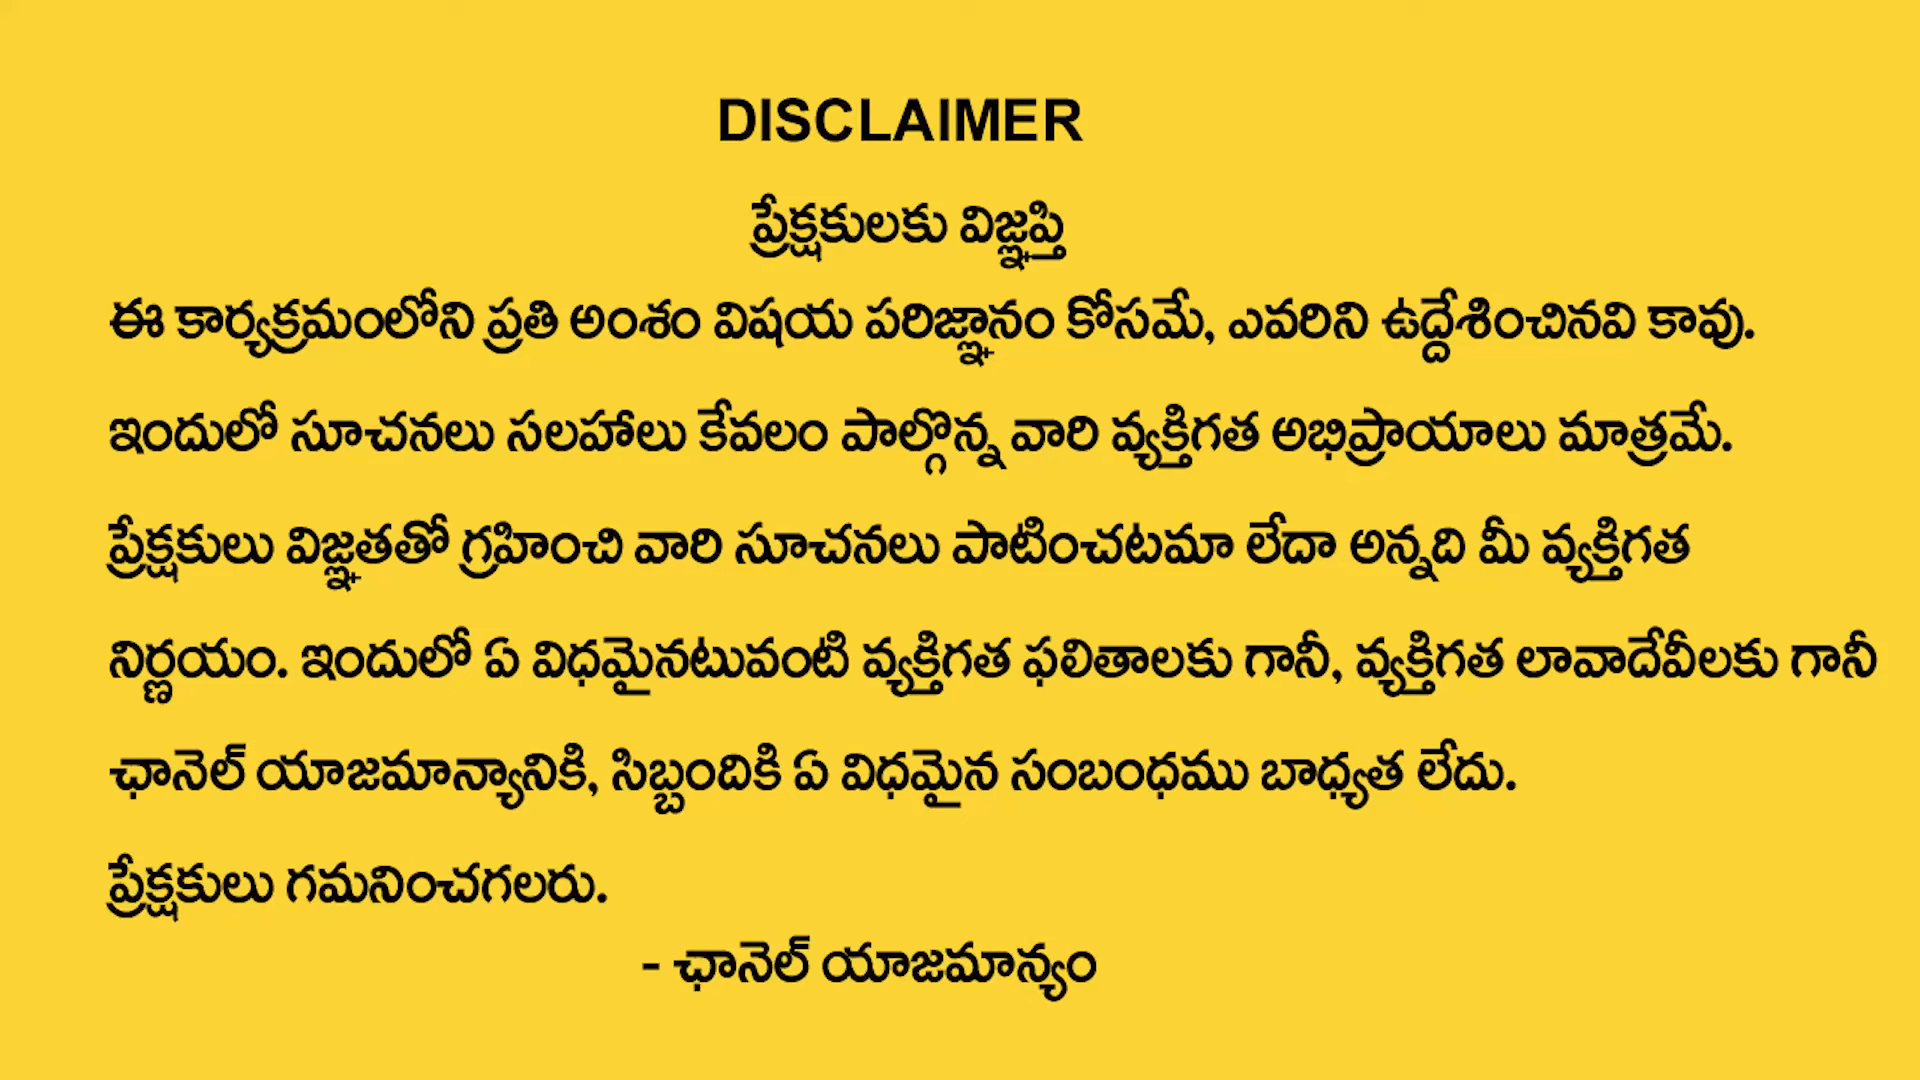 DISCLAIMER
ప్రేక్షకులకు విజ్ఞప్తి
ఈ కార్యక్రమంలోని ప్రతి అంశం విషయ పరిజ్ఞానం కోసమే, ఎవరిని ఉద్దేశించినవి కావు.
ఇందులో సూచనలు సలహాలు కేవలం పాల్గొన్న వారి వ్యక్తిగత అభిప్రాయాలు మాత్రమే.
ప్రేక్షకులు విజ్ఞతతో గ్రహించి వారి సూచనలు పాటించటమా లేదా అన్నది మీ వ్యక్తిగత
నిర్ణయం. ఇందులో ఏ విధమైనటువంటి వ్యక్తిగత ఫలితాలకు గానీ, వ్యక్తిగత లావాదేవీలకు గానీ
ఛానెల్ యాజమాన్యానికి, సిబ్బందికి ఏ విధమైన సంబంధము బాధ్యత లేదు.
ప్రేక్షకులు గమనించగలరు.
- ఛానెల్ యాజమాన్యం